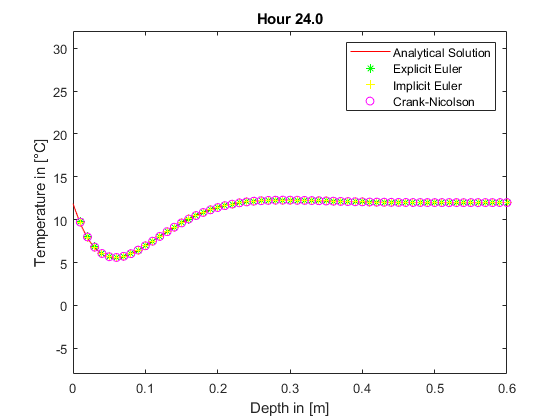 Hour 24.0
30
25
20
15
10
5
0
-5
Temperature in [°C]
Analytical Solution
Explicit Euler
Implicit Euler
Crank-Nicolson
0 0.1 0.2 0.3 0.4 0.5 0.6
Depth in [m]